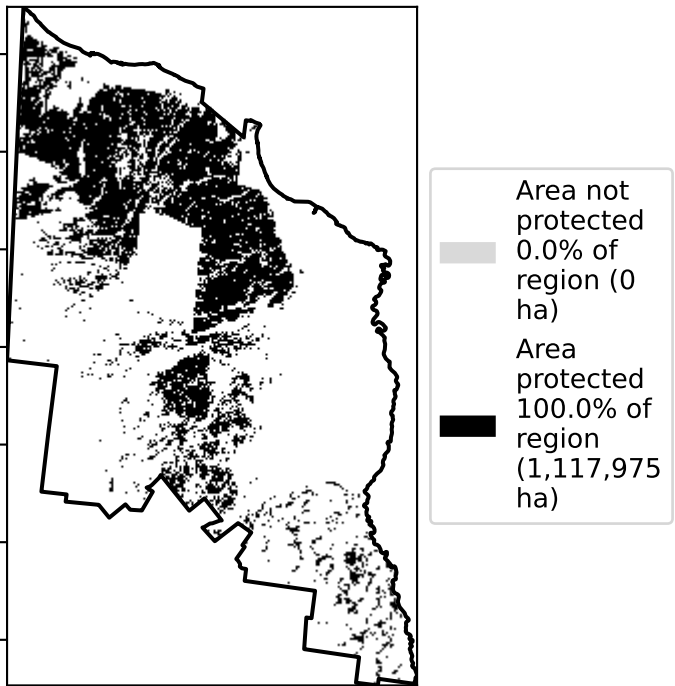 Area not
protected
0.0% of
region (0
ha)
Area
protected
100.0% of
region
(1,117,975
ha)